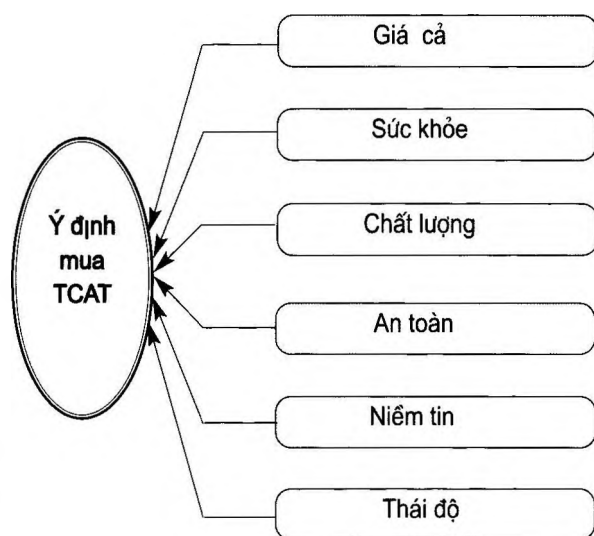 Giá cả
Sức khỏe
Chất lượng
An toàn
Niềm tin
Thái độ
Ý định
mua
TCAT